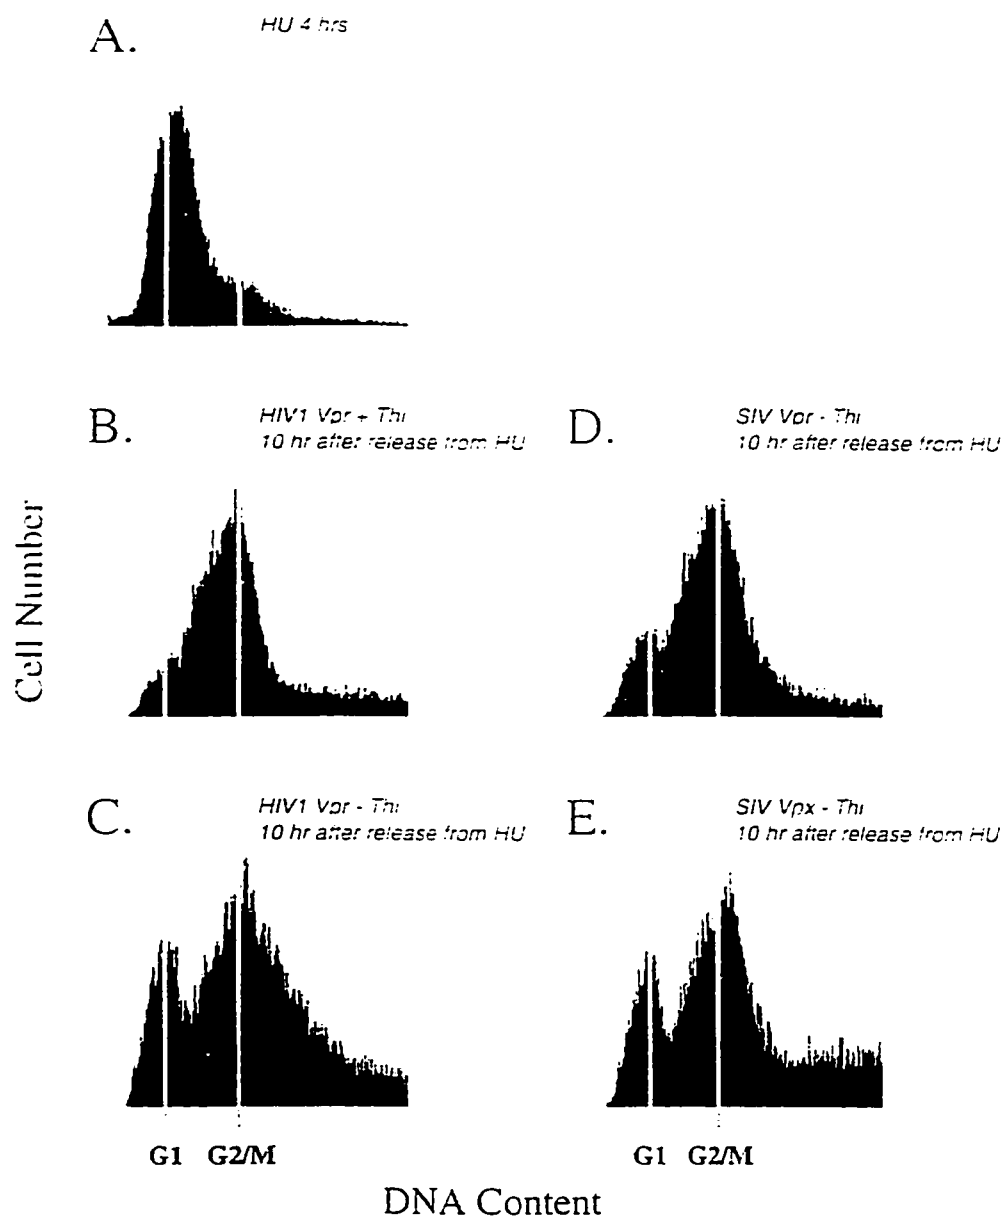 A.
HU 4 hrs
B.
HIV1 Vpr + Thi
10 hr after release from HU
D.
SIV Vpr - Thi
10 hr after release from HU
Cell Number
C.
HIV1 Vpr - Thi
10 hr after release from HU
E.
SIV Vpx - Thi
10 hr after release from HU
G1 G2/M
G1 G2/M
DNA Content